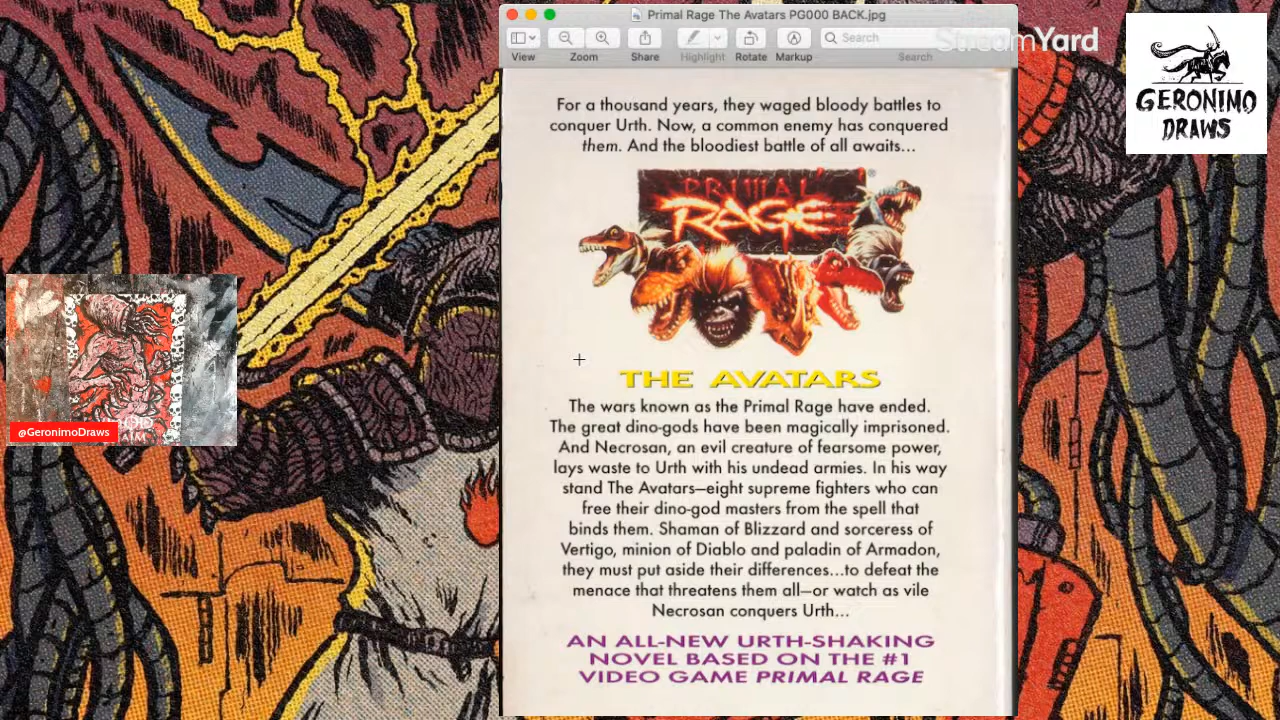 Primal Rage The Avatars PG000 BACK.jpg
View
Zoom
Share
Highlight
Rotate
Markup
Search
Search
StreamYard
GERONIMO
DRAWS
For a thousand years, they waged bloody battles to
conquer Urth. Now, a common enemy has conquered
them. And the bloodiest battle of all awaits...
PRIMAL
RAGE®
THE AVATARS
The wars known as the Primal Rage have ended.
The great dino-gods have been magically imprisoned.
And Necrosan, an evil creature of fearsome power,
lays waste to Urth with his undead armies. In his way
stand The Avatars—eight supreme fighters who can
free their dino-god masters from the spell that
binds them. Shaman of Blizzard and sorceress of
Vertigo, minion of Diablo and paladin of Armadon,
they must put aside their differences...to defeat the
menace that threatens them all—or watch as vile
Necrosan conquers Urth...
AN ALL-NEW URTH-SHAKING
NOVEL BASED ON THE #1
VIDEO GAME PRIMAL RAGE
@GeronimoDraws